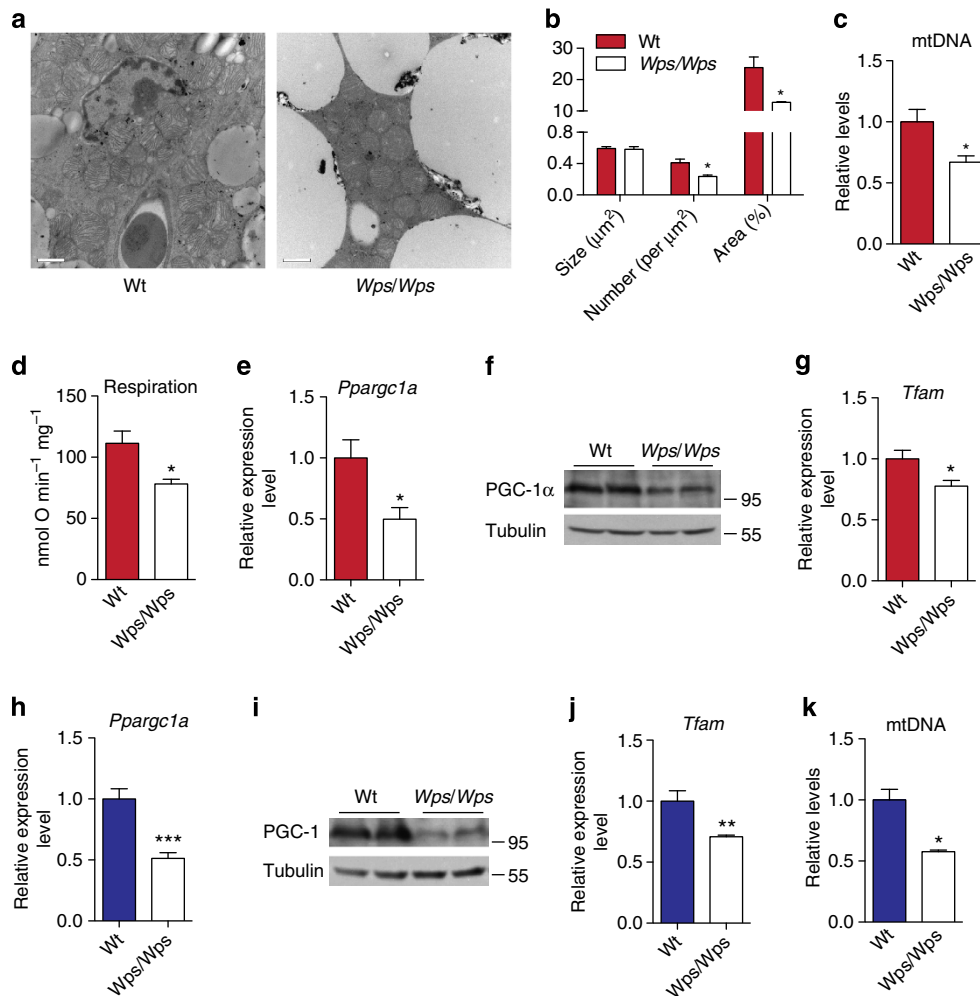 a
Wt
Wps/Wps
b
Wt
Wps/Wps
30
20
10
0.8
0.4
0.0
*
*
Size (μm²)
Number (per μm²)
Area (%)
c
mtDNA
Relative levels
1.5
1.0
0.5
0.0
*
Wt
Wps/Wps
d
Respiration
nmol O min⁻¹ mg⁻¹
150
100
50
0
*
Wt
Wps/Wps
e
Ppargc1a
Relative expression
level
1.5
1.0
0.5
0.0
*
Wt
Wps/Wps
f
Wt Wps/Wps
PGC-1α
95
Tubulin
55
g
Tfam
Relative expression
level
1.5
1.0
0.5
0.0
*
Wt
Wps/Wps
h
Ppargc1a
Relative expression
level
1.5
1.0
0.5
0.0
***
Wt
Wps/Wps
i
Wt Wps/Wps
PGC-1
95
Tubulin
55
j
Tfam
Relative expression
level
1.5
1.0
0.5
0.0
**
Wt
Wps/Wps
k
mtDNA
Relative levels
1.5
1.0
0.5
0.0
*
Wt
Wps/Wps